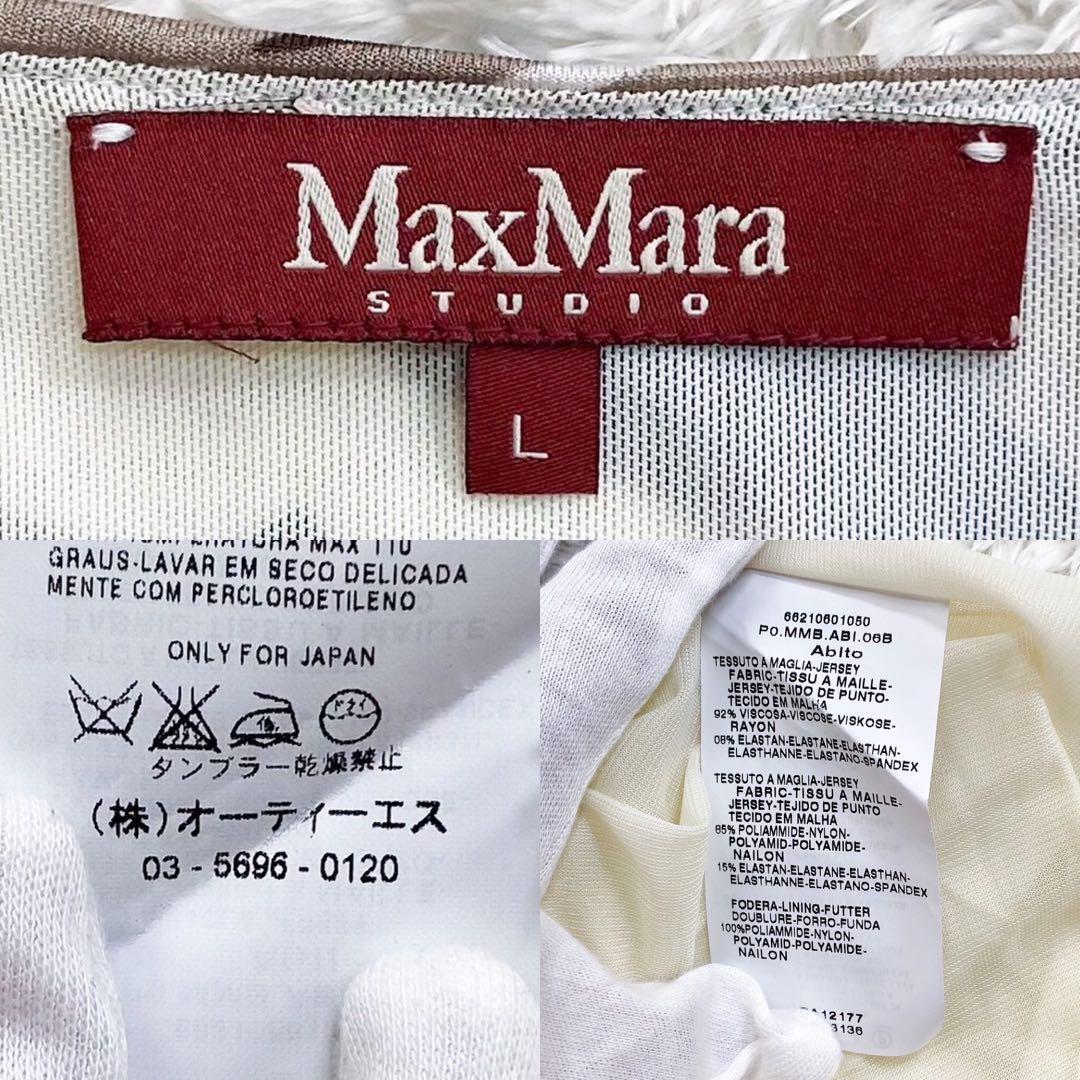 MaxMara
STUDIO
L
MAX 110
GRAUS-LAVAR EM SECO DELICADA
MENTE COM PERCLOROETILENO
ONLY FOR JAPAN
ドライ
タンブラー乾燥禁止
(株)オーティーエス
03-5696-0120
66210601050
P0.MMB.ABI.06B
Abito
TESSUTO A MAGLIA-JERSEY
FABRIC-TISSU A MAILLE-
JERSEY-TEJIDO DE PUNTO-
TECIDO EM MALHA
92% VISCOSA-VISCOSE-VISKOSE-
RAYON
08% ELASTAN-ELASTANE-ELASTHAN-
ELASTHANNE-ELASTANO-SPANDEX
TESSUTO A MAGLIA-JERSEY
FABRIC-TISSU A MAILLE-
JERSEY-TEJIDO DE PUNTO
TECIDO EM MALHA
85% POLIAMMIDE-NYLON-
POLYAMID-POLYAMIDE-
NAILON
15% ELASTAN-ELASTANE-ELASTHAN-
ELASTHANNE-ELASTANO-SPANDEX
FODERA-LINING-FUTTER
DOUBLURE-FORRO-FUNDA
100%POLIAMMIDE-NYLON-
POLYAMID-POLYAMIDE-
NAILON
A12177
3136